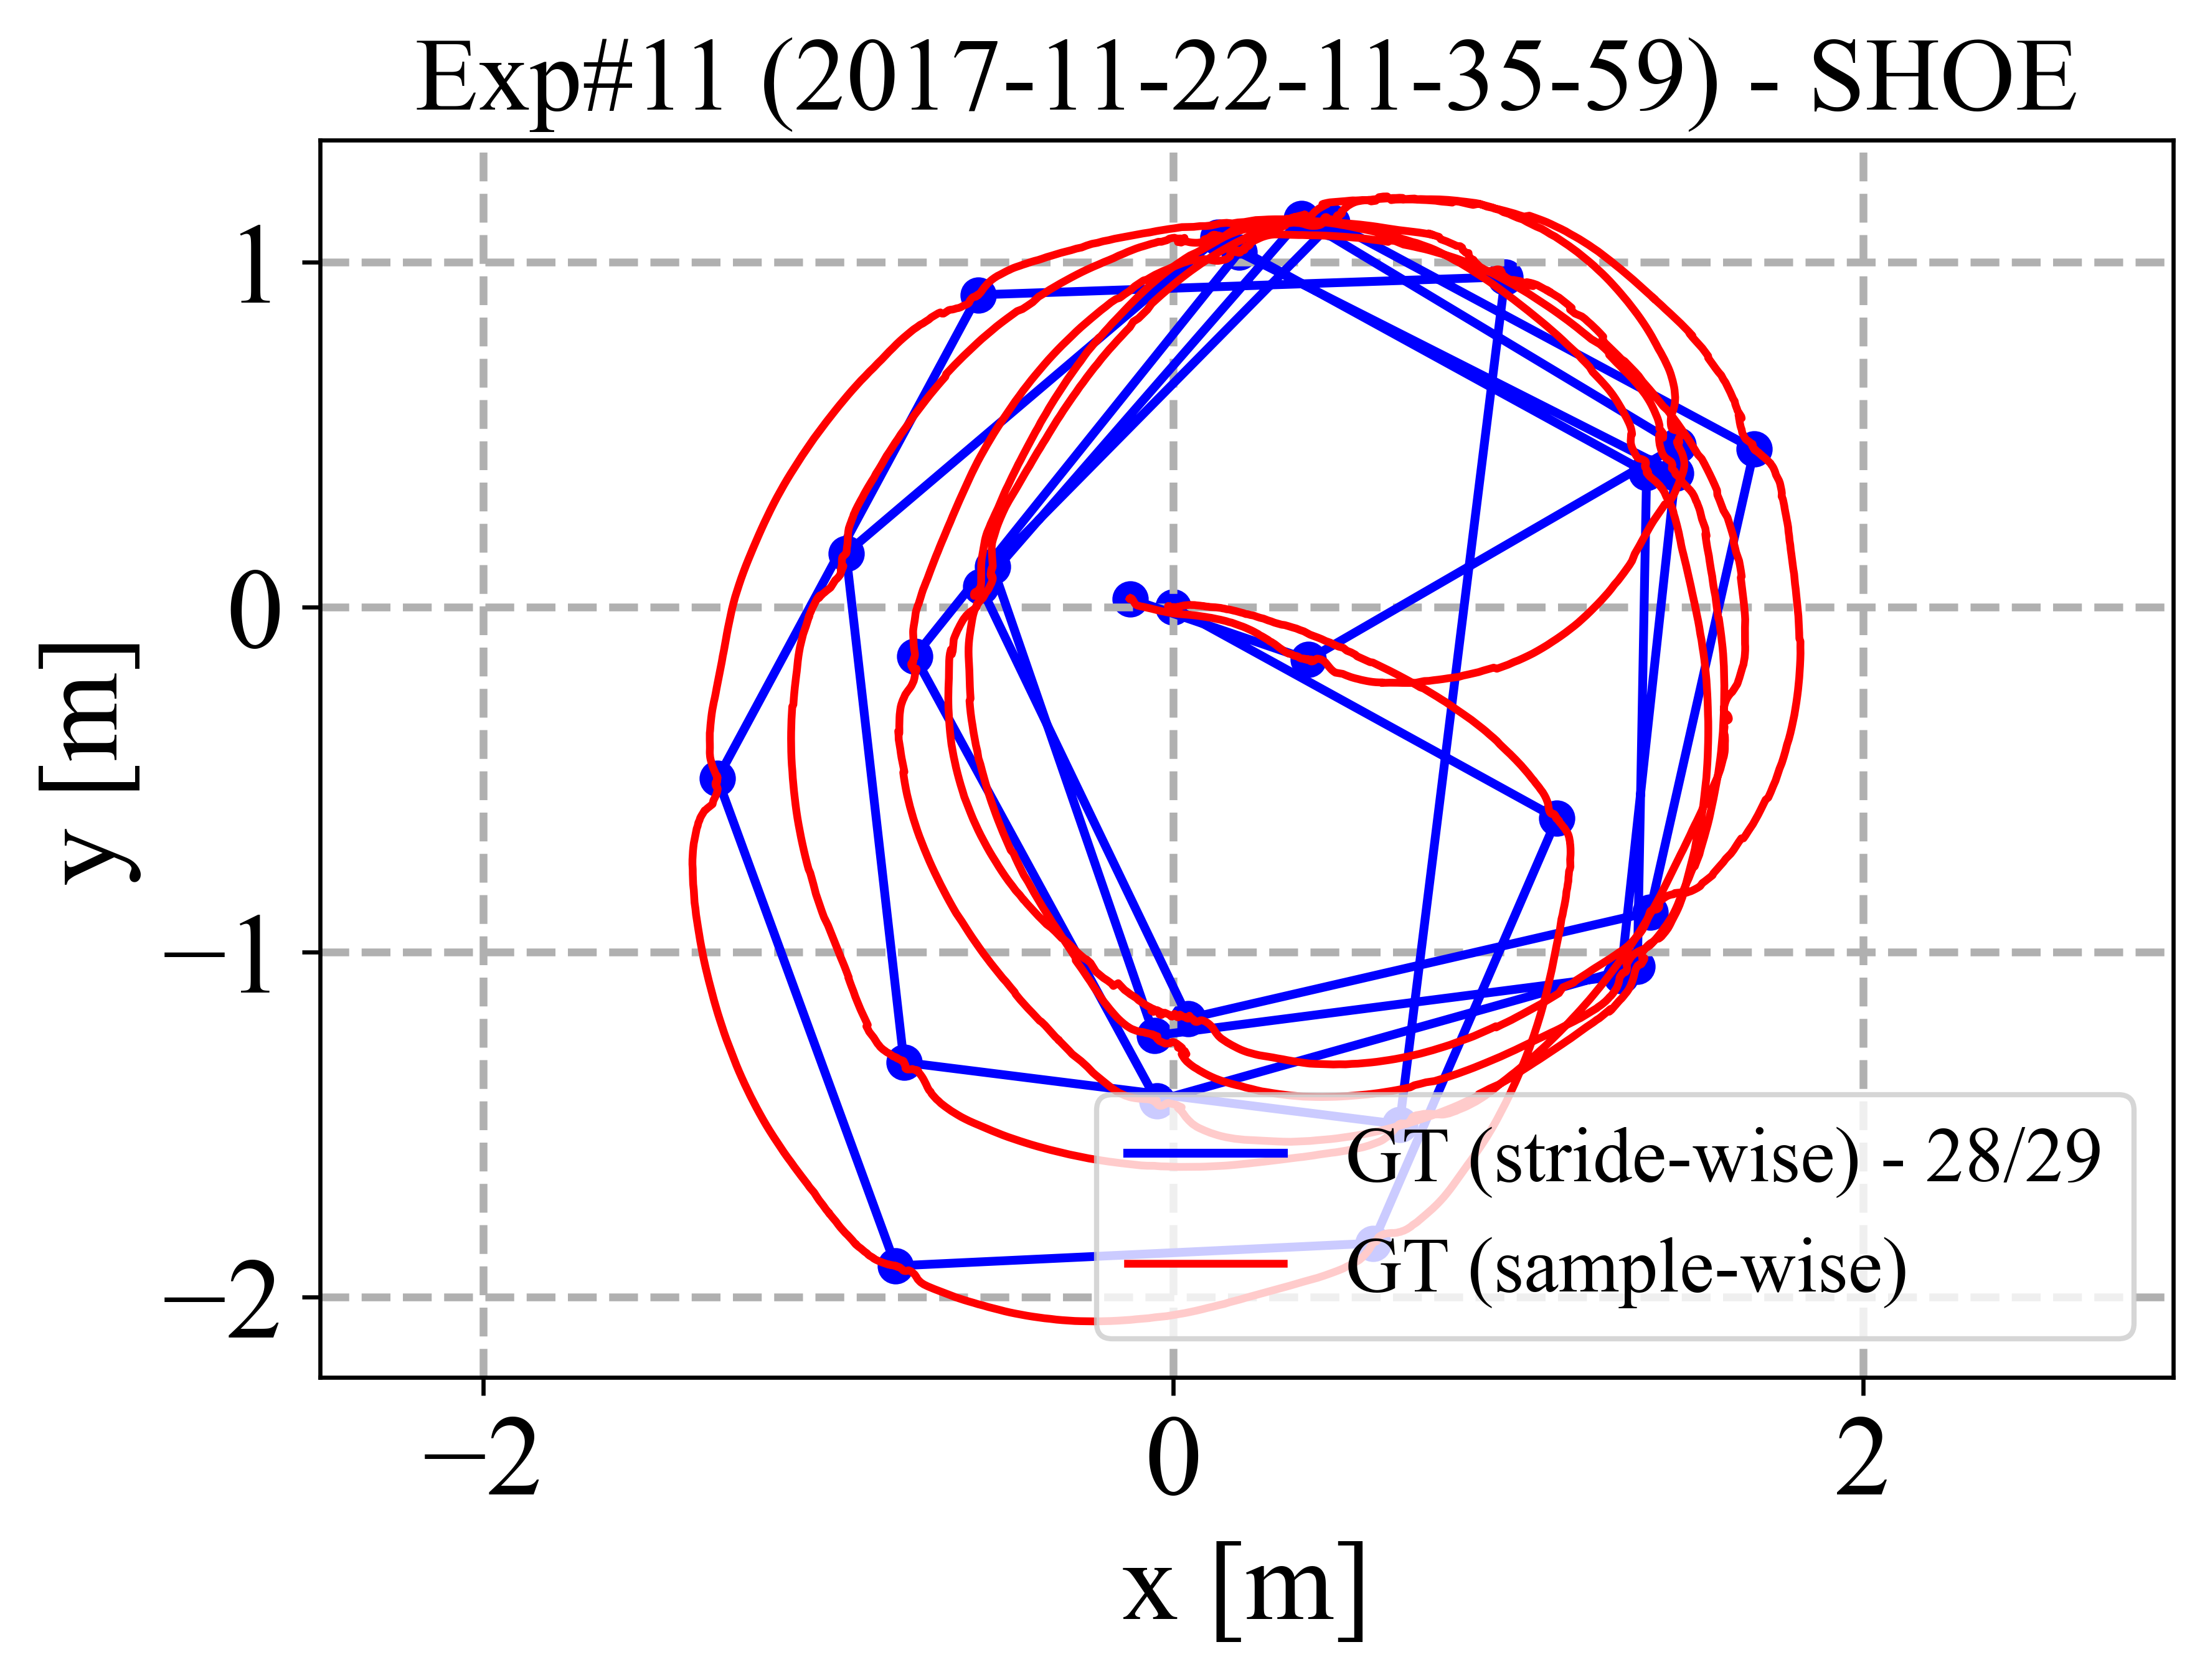 Exp#11 (2017-11-22-11-35-59) - SHOE
1
0
−1
−2
y [m]
GT (stride-wise) - 28/29
GT (sample-wise)
−2
0
2
x [m]